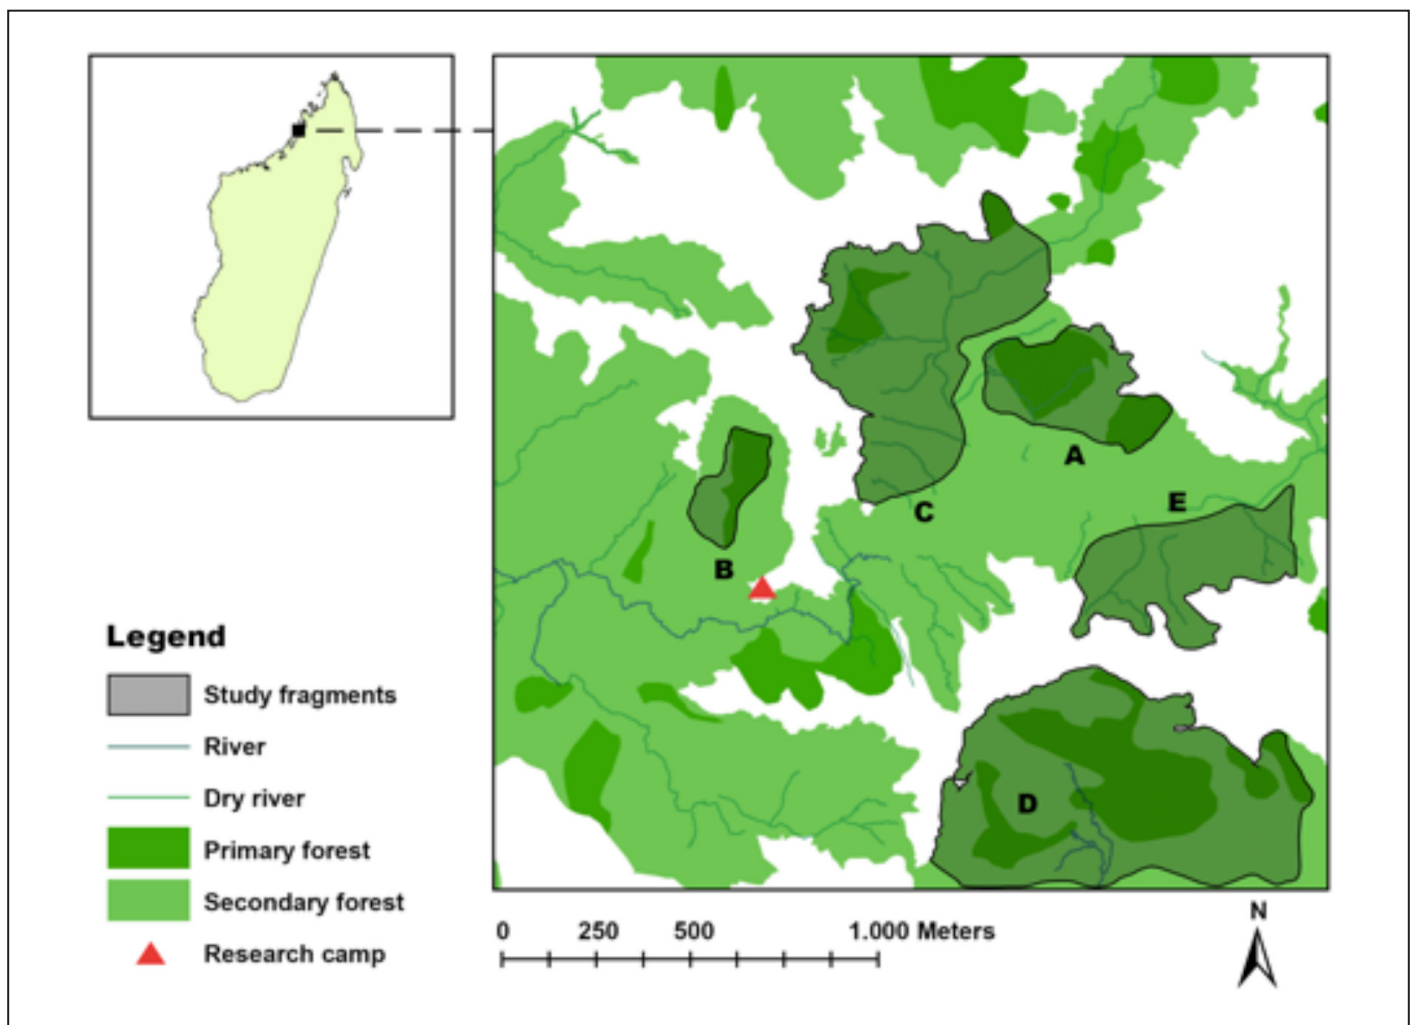 A
E
C
B
D
Legend
Study fragments
River
Dry river
Primary forest
Secondary forest
Research camp
0 250 500 1.000 Meters
N